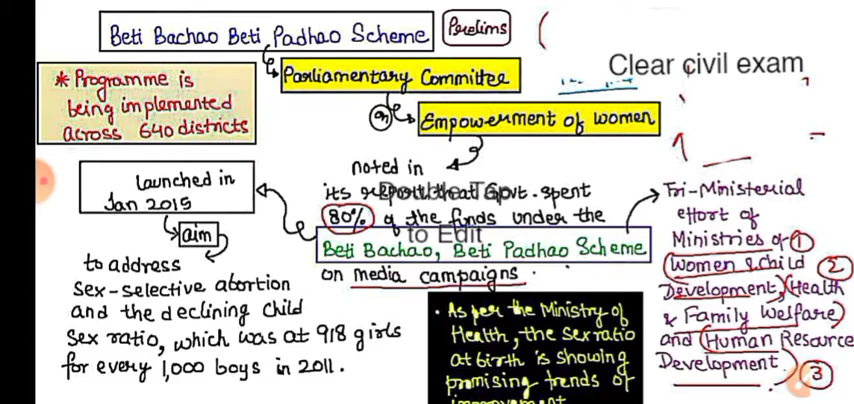 Beti Bachao Beti Padhao Scheme
Prelims
Clear civil exam
Parliamentary Committee
on
Empowerment of women
* Programme is
being implemented
across 640 districts
noted in
its report that Govt. spent
80% of the funds under the
Beti Bachao, Beti Padhao Scheme
on media campaigns.
Double Tap
to Edit
launched in
Jan 2015
aim
to address
Sex-selective abortion
and the declining child
sex ratio, which was at 918 girls
for every 1,000 boys in 2011.
Tri-Ministerial
effort of
Ministries of ①
Women & Child ②
Development, Health
& Family Welfare
and Human Resource
Development ③
• As per the Ministry of
Health, the sex ratio
at birth is showing
promising trends of